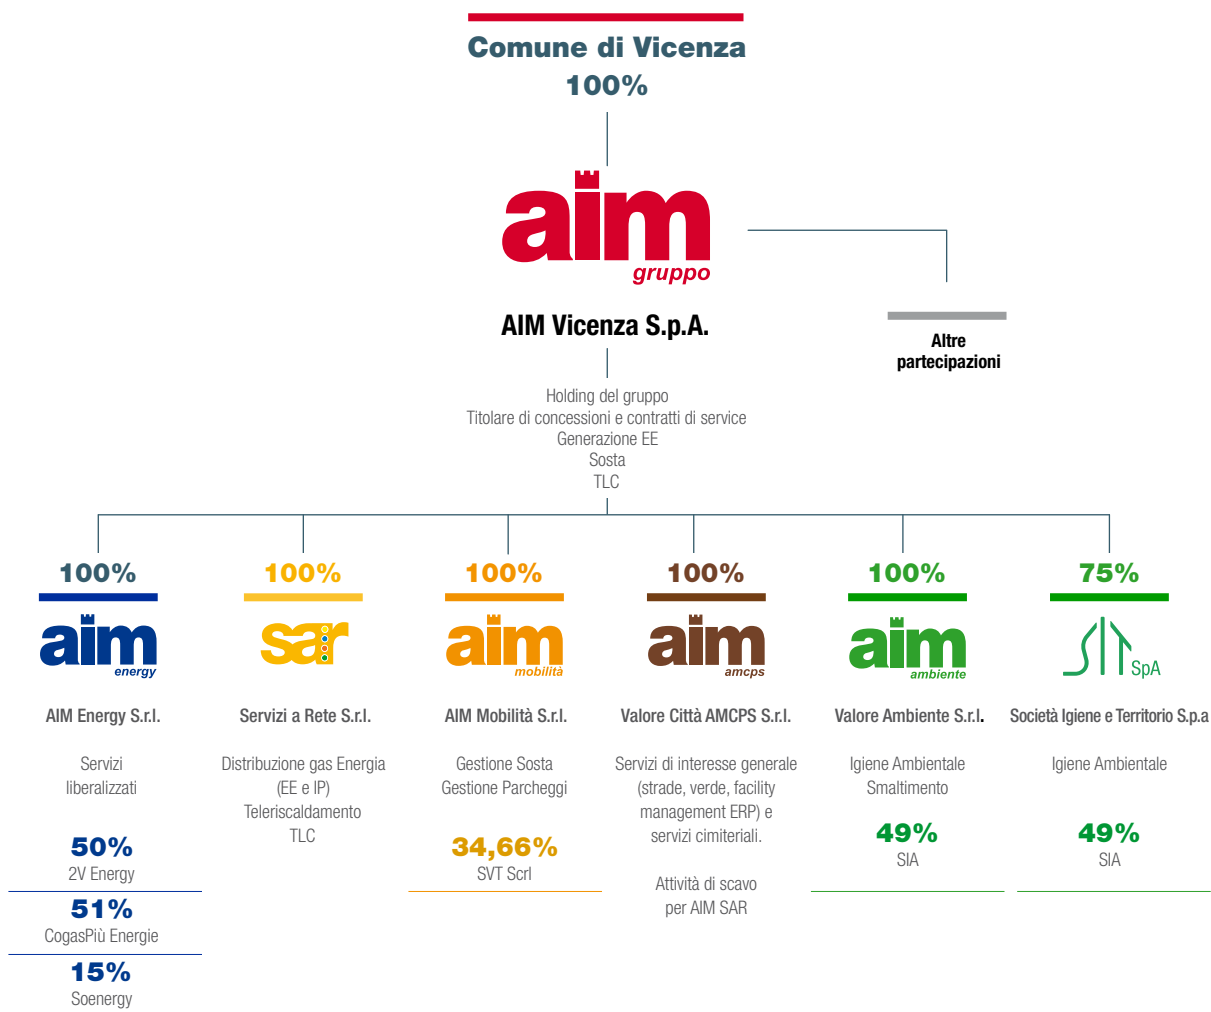 Comune di Vicenza
100%
aim
gruppo
AIM Vicenza S.p.A.
Altre
partecipazioni
Holding del gruppo
Titolare di concessioni e contratti di service
Generazione EE
Sosta
TLC
100%
aim
energy
AIM Energy S.r.l.
Servizi
liberalizzati
50%
2V Energy
51%
CogasPiù Energie
15%
Soenergy
100%
sar
Servizi a Rete S.r.l.
Distribuzione gas Energia
(EE e IP)
Teleriscaldamento
TLC
100%
aim
mobilità
AIM Mobilità S.r.l.
Gestione Sosta
Gestione Parcheggi
34,66%
SVT Scrl
100%
aim
amcps
Valore Città AMCPS S.r.l.
Servizi di interesse generale
(strade, verde, facility
management ERP) e
servizi cimiteriali.
Attività di scavo
per AIM SAR
100%
aim
ambiente
Valore Ambiente S.r.l.
Igiene Ambientale
Smaltimento
49%
SIA
75%
SIT
SpA
Società Igiene e Territorio S.p.a
Igiene Ambientale
49%
SIA